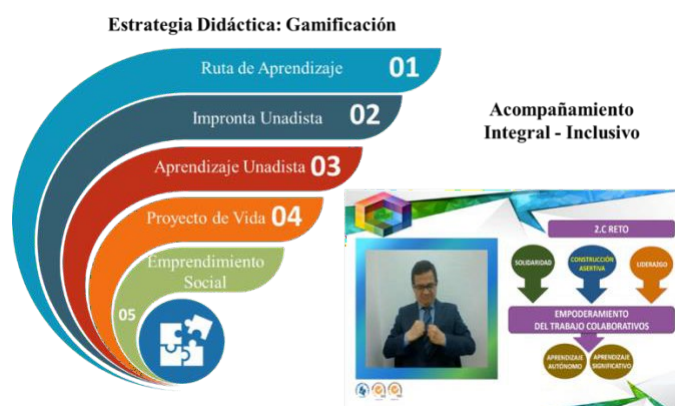 Estrategia Didáctica: Gamificación
Ruta de Aprendizaje 01
Impronta Unadista 02
Aprendizaje Unadista 03
Proyecto de Vida 04
Emprendimiento
Social
05
Acompañamiento
Integral - Inclusivo
2.C RETO
SOLIDARIDAD
CONSTRUCCIÓN
ASERTIVA
LIDERAZGO
EMPODERAMIENTO
DEL TRABAJO COLABORATIVOS
APRENDIZAJE
AUTÓNOMO
APRENDIZAJE
SIGNIFICATIVO